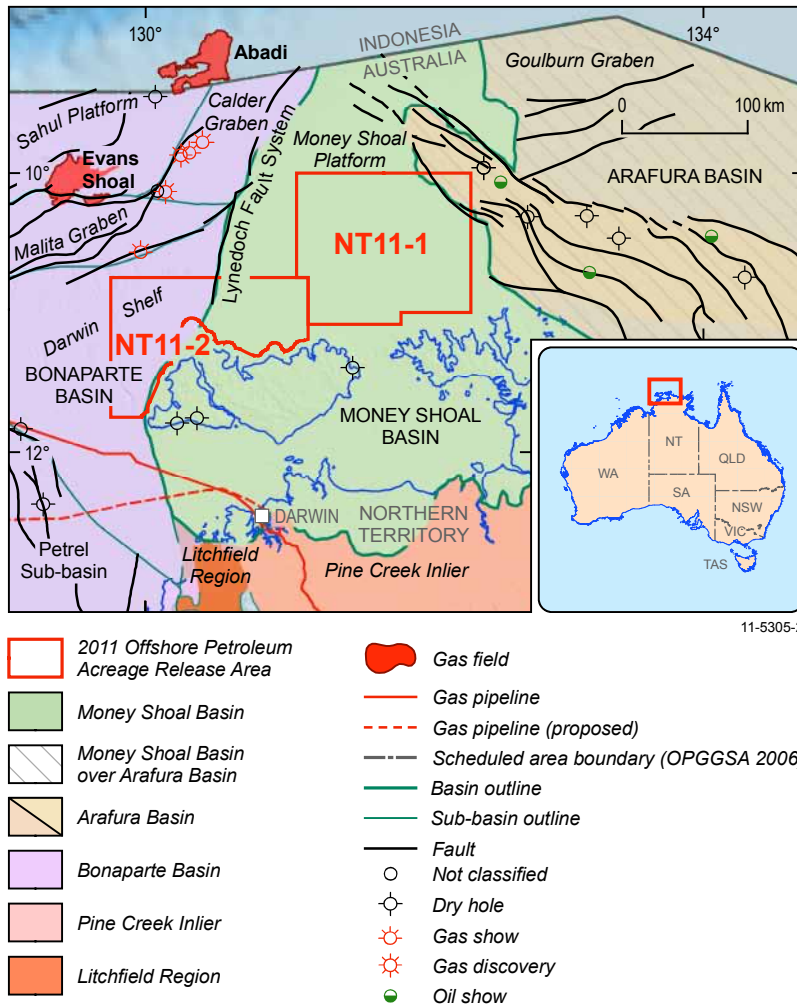 130°
134°
Abadi
INDONESIA
AUSTRALIA
Goulburn Graben
Sahul Platform
Calder
Graben
0
100 km
Lynedoch Fault System
Money Shoal
Platform
Evans
Shoal
10°
ARAFURA BASIN
Malita Graben
NT11-1
Darwin Shelf
NT11-2
BONAPARTE
BASIN
MONEY SHOAL
BASIN
12°
DARWIN
NORTHERN
TERRITORY
Petrel
Sub-basin
Litchfield
Region
Pine Creek Inlier
NT
WA
QLD
SA
NSW
VIC
TAS
2011 Offshore Petroleum
Acreage Release Area
Money Shoal Basin
Money Shoal Basin
over Arafura Basin
Arafura Basin
Bonaparte Basin
Pine Creek Inlier
Litchfield Region
Gas field
Gas pipeline
Gas pipeline (proposed)
Scheduled area boundary (OPGGSA 2006
Basin outline
Sub-basin outline
Fault
Not classified
Dry hole
Gas show
Gas discovery
Oil show